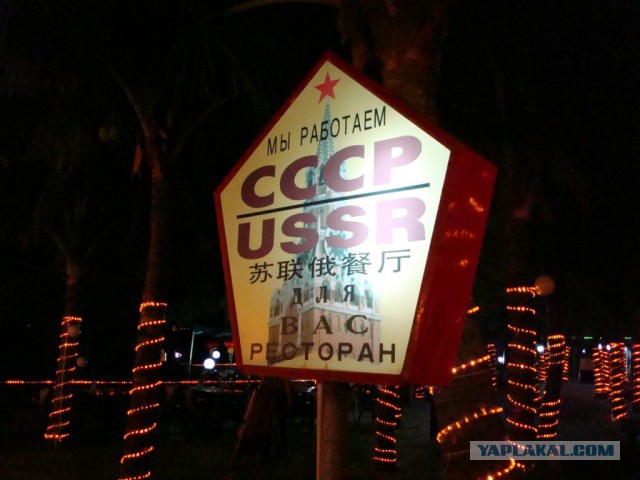 МЫ РАБОТАЕМ
СССР
USSR
苏联俄餐厅
ДЛЯ
ВАС
РЕСТОРАН
YAPLAKAL.COM